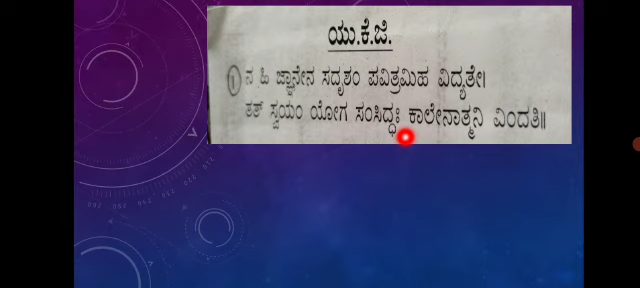 ಯು.ಕೆ.ಜಿ.
1 ನ ಹಿ ಜ್ಞಾನೇನ ಸದೃಶಂ ಪವಿತ್ರಮಿಹ ವಿದ್ಯತೇ।
ತತ್ ಸ್ವಯಂ ಯೋಗ ಸಂಸಿದ್ಧಃ ಕಾಲೇನಾತ್ಮನಿ ವಿಂದತಿ॥